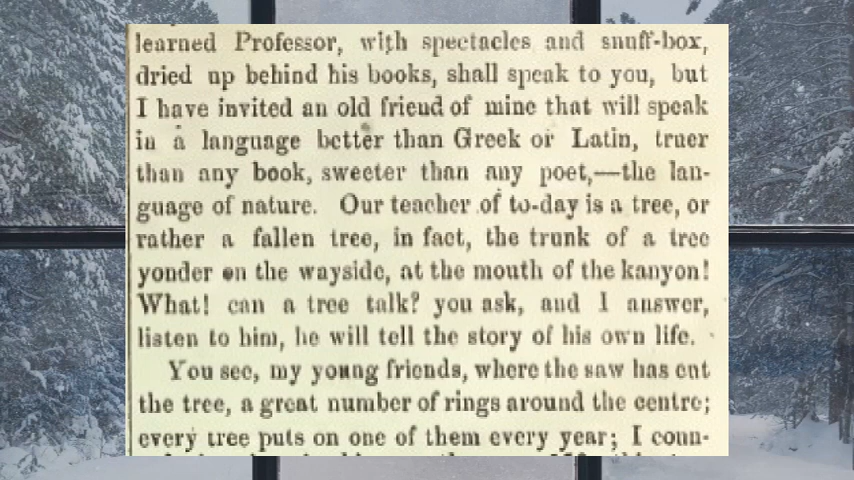 learned Professor, with spectacles and snuff-box,
dried up behind his books, shall speak to you, but
I have invited an old friend of mine that will speak
in a language better than Greek or Latin, truer
than any book, sweeter than any poet,—the lan-
guage of nature. Our teacher of to-day is a tree, or
rather a fallen tree, in fact, the trunk of a tree
yonder on the wayside, at the mouth of the kanyon!
What! can a tree talk? you ask, and I answer,
listen to him, he will tell the story of his own life.
You see, my young friends, where the saw has cut
the tree, a great number of rings around the centre;
every tree puts on one of them every year; I coun-